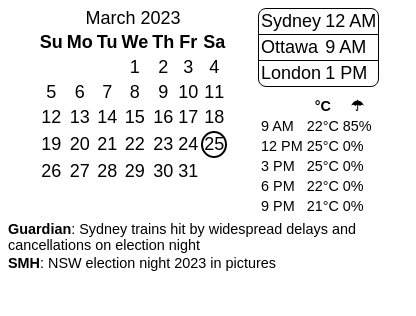 March 2023
Su Mo Tu We Th Fr Sa
1 2 3 4
5 6 7 8 9 10 11
12 13 14 15 16 17 18
19 20 21 22 23 24 25
26 27 28 29 30 31
Sydney 12 AM
Ottawa 9 AM
London 1 PM
°C ☂
9 AM 22°C 85%
12 PM 25°C 0%
3 PM 25°C 0%
6 PM 22°C 0%
9 PM 21°C 0%
Guardian: Sydney trains hit by widespread delays and
cancellations on election night
SMH: NSW election night 2023 in pictures